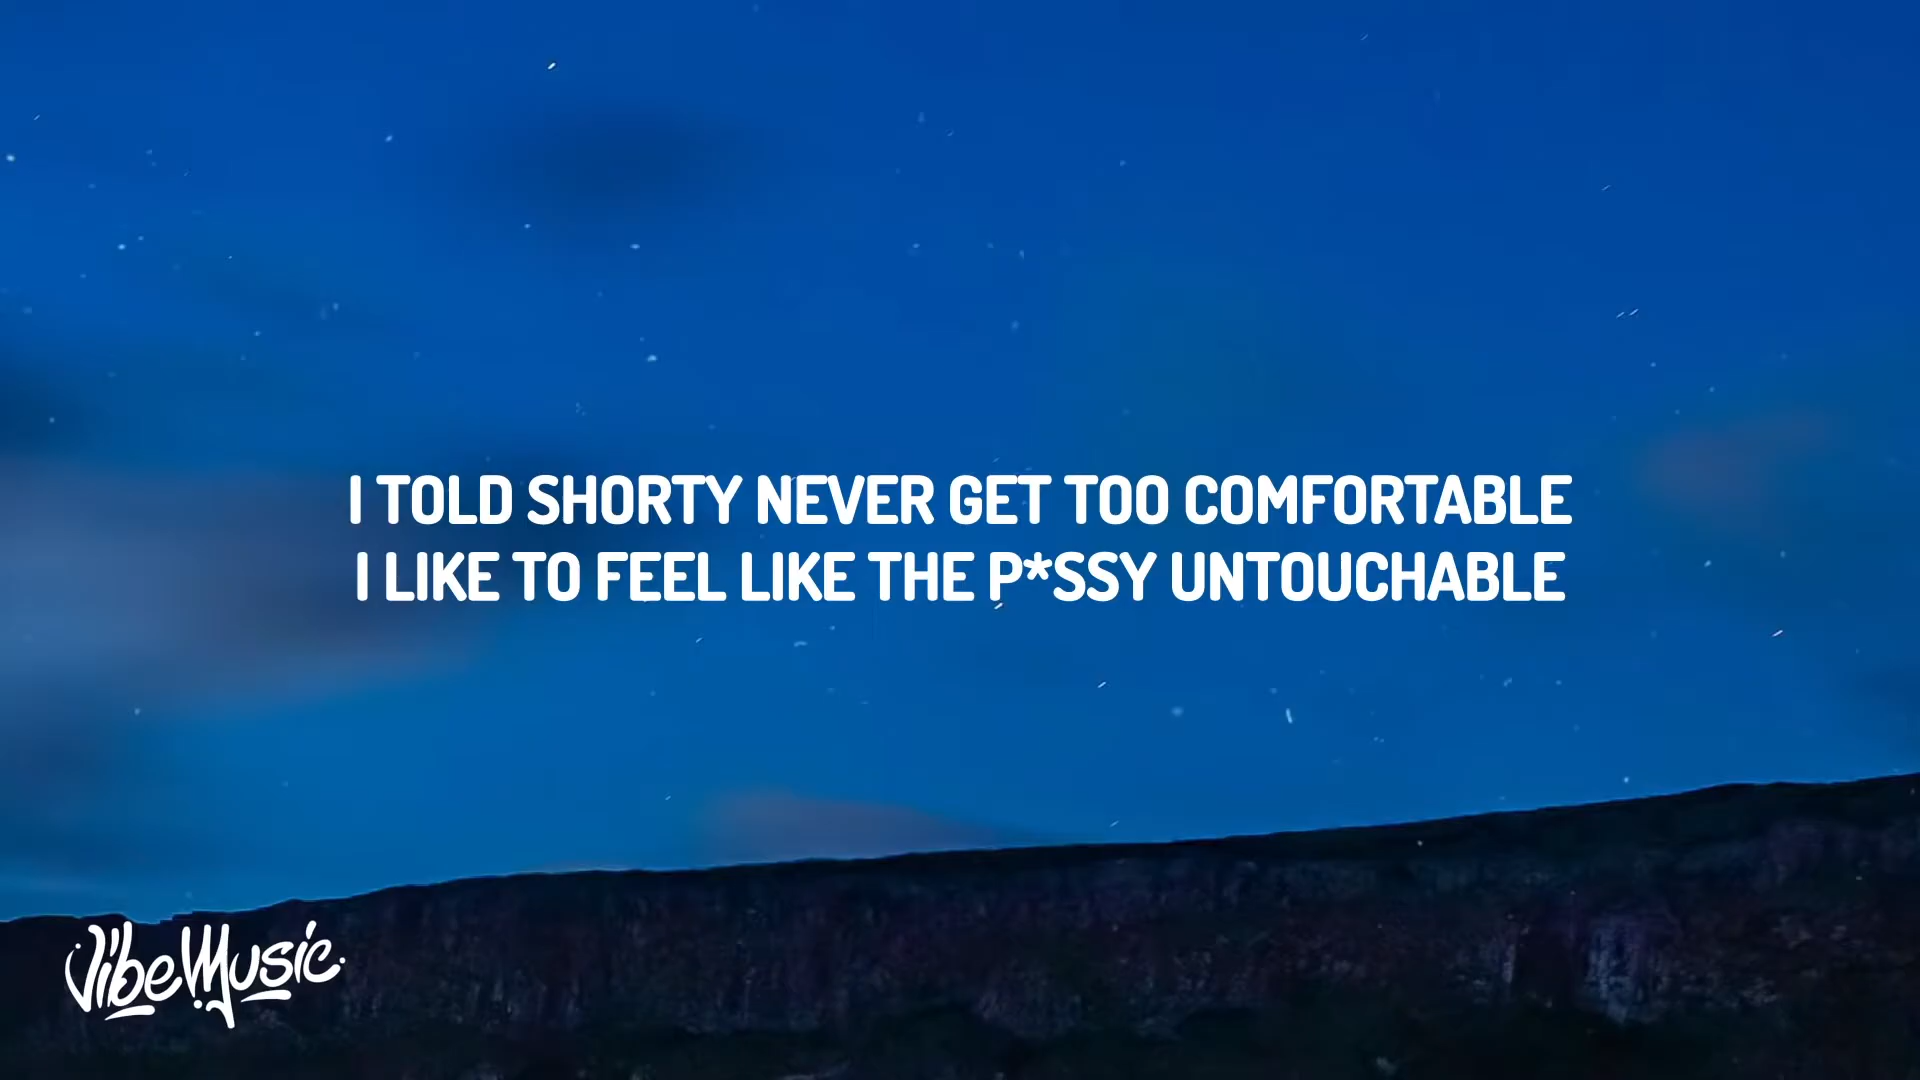 I TOLD SHORTY NEVER GET TOO COMFORTABLE
I LIKE TO FEEL LIKE THE P*SSY UNTOUCHABLE
VibeMusic